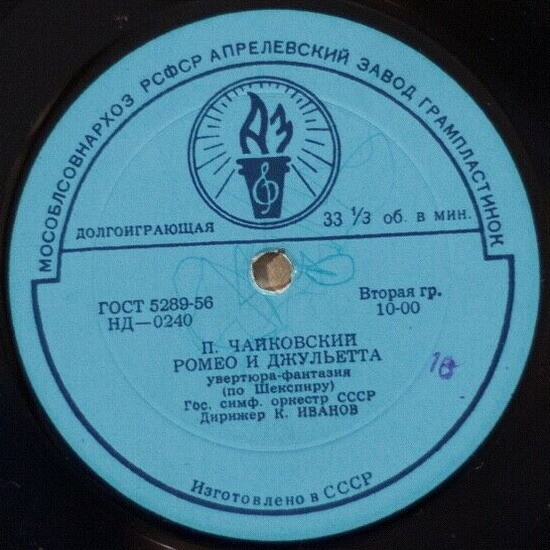 МОСОБЛСОВНАРХОЗ РСФСР АПРЕЛЕВСКИЙ ЗАВОД ГРАМПЛАСТИНОК
АЗ
ДОЛГОИГРАЮЩАЯ
33 1/3 об. в мин.
ГОСТ 5289-56
НД—0240
Вторая гр.
10-00
П. ЧАЙКОВСКИЙ
РОМЕО И ДЖУЛЬЕТТА
увертюра-фантазия
(по Шекспиру)
Гос. симф. оркестр СССР
Дирижер К. ИВАНОВ
Изготовлено в СССР